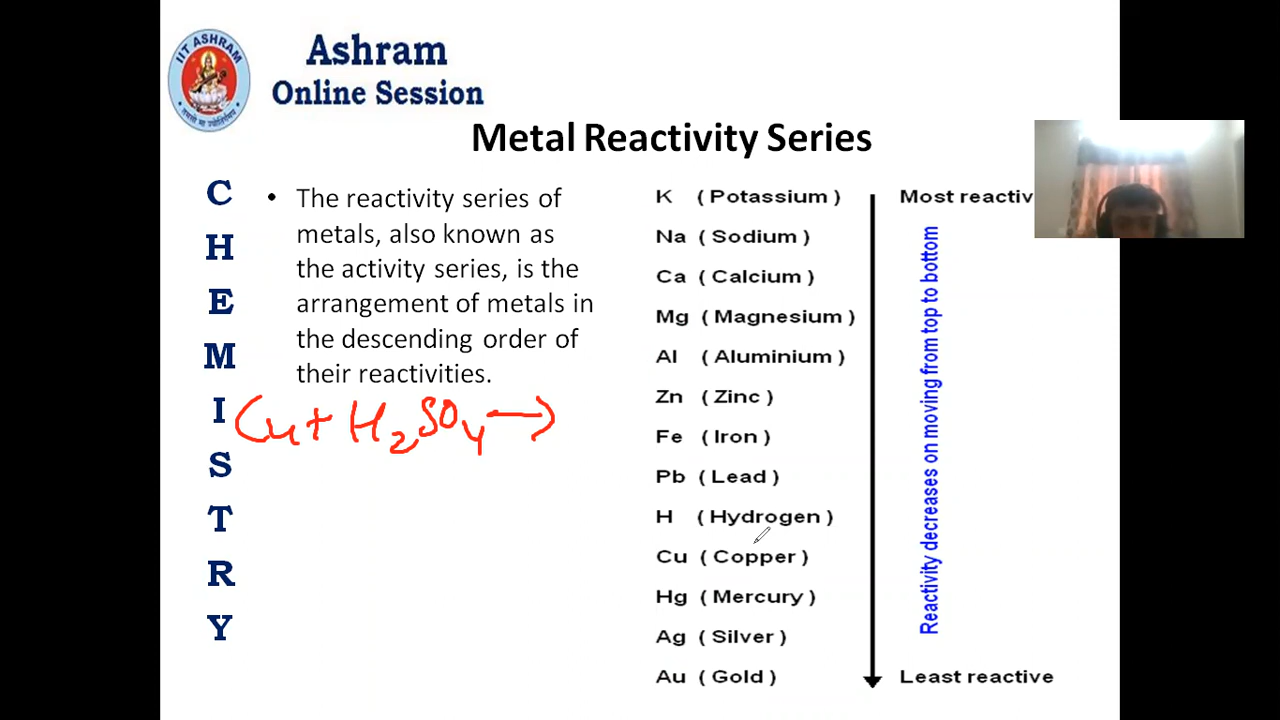 IIT ASHRAM
Ashram
Online Session
Metal Reactivity Series
C
H
E
M
I
S
T
R
Y
• The reactivity series of
metals, also known as
the activity series, is the
arrangement of metals in
the descending order of
their reactivities.
Cu + H2SO4 →
K ( Potassium )
Na ( Sodium )
Ca ( Calcium )
Mg ( Magnesium )
Al ( Aluminium )
Zn ( Zinc )
Fe ( Iron )
Pb ( Lead )
H ( Hydrogen )
Cu ( Copper )
Hg ( Mercury )
Ag ( Silver )
Au ( Gold )
Most reactiv
Reactivity decreases on moving from top to bottom
Least reactive